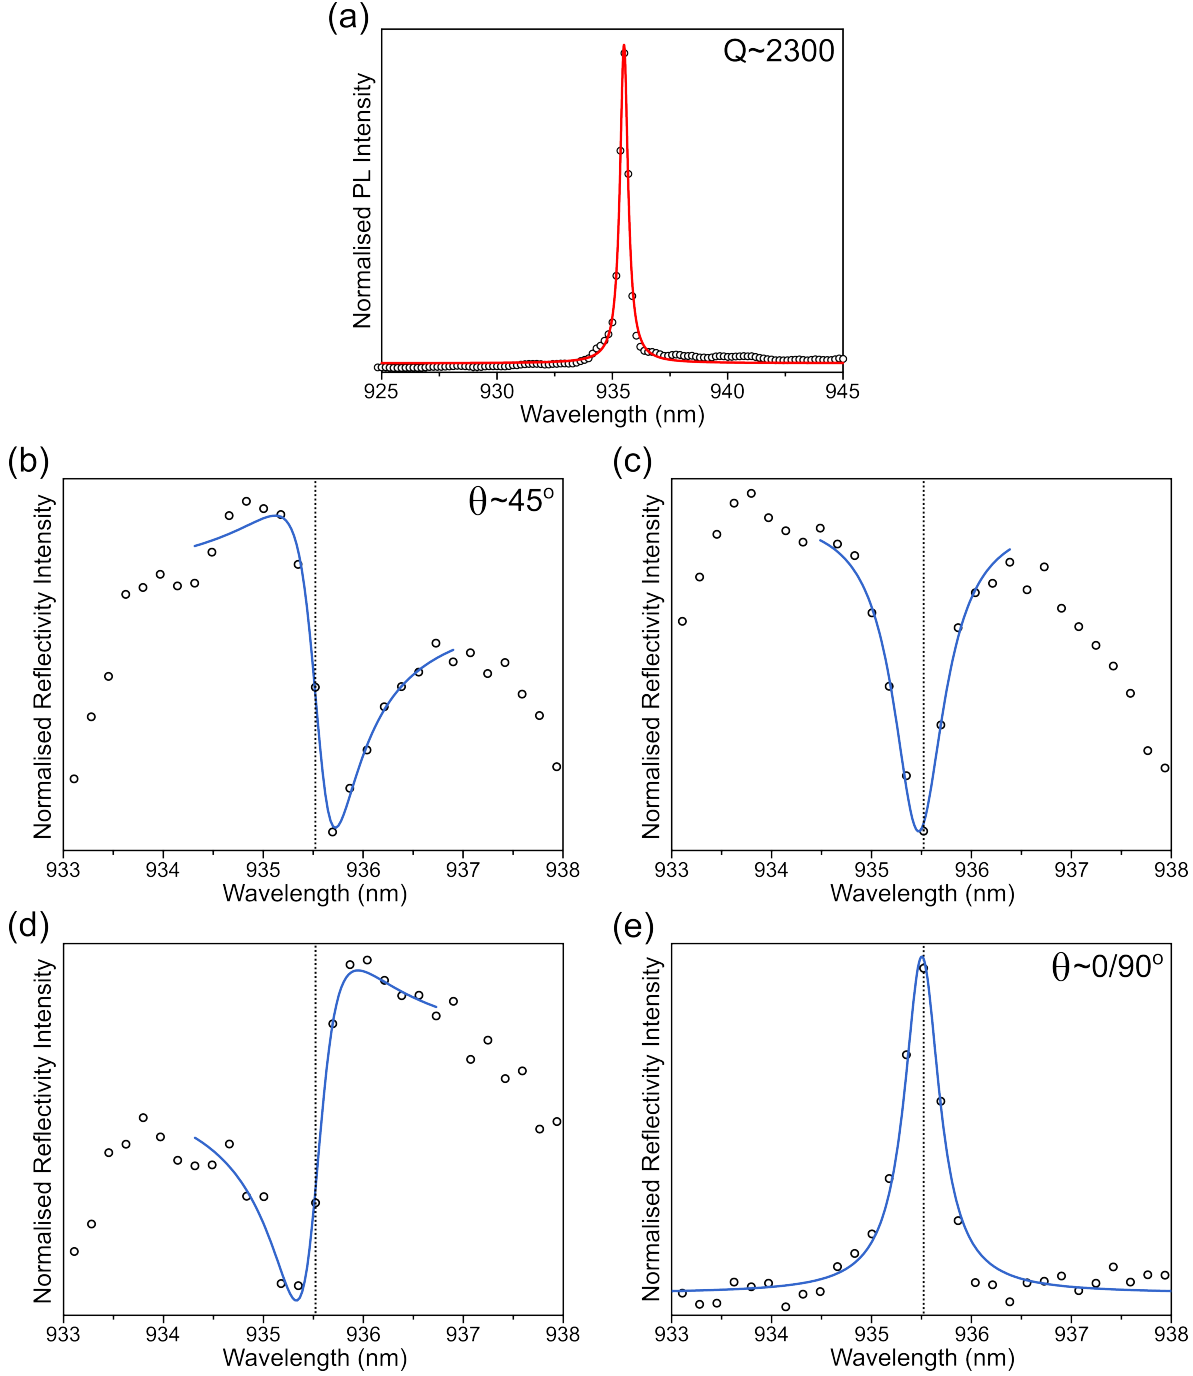 (a)
Q~2300
Normalised PL Intensity
925 930 935 940 945
Wavelength (nm)
(b)
θ~45°
Normalised Reflectivity Intensity
933 934 935 936 937 938
Wavelength (nm)
(c)
Normalised Reflectivity Intensity
933 934 935 936 937 938
Wavelength (nm)
(d)
Normalised Reflectivity Intensity
933 934 935 936 937 938
Wavelength (nm)
(e)
θ~0/90°
Normalised Reflectivity Intensity
933 934 935 936 937 938
Wavelength (nm)